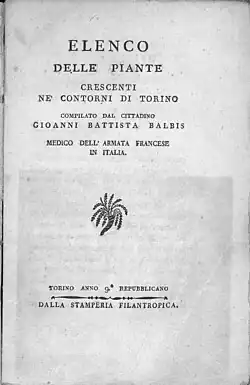 ELENCO
DELLE PIANTE
CRESCENTI
NE' CONTORNI DI TORINO
COMPILATO DAL CITTADINO
GIOANNI BATTISTA BALBIS
MEDICO DELL'ARMATA FRANCESE
IN ITALIA.
TORINO ANNO 9.° REPUBBLICANO
DALLA STAMPERIA FILANTROPICA.